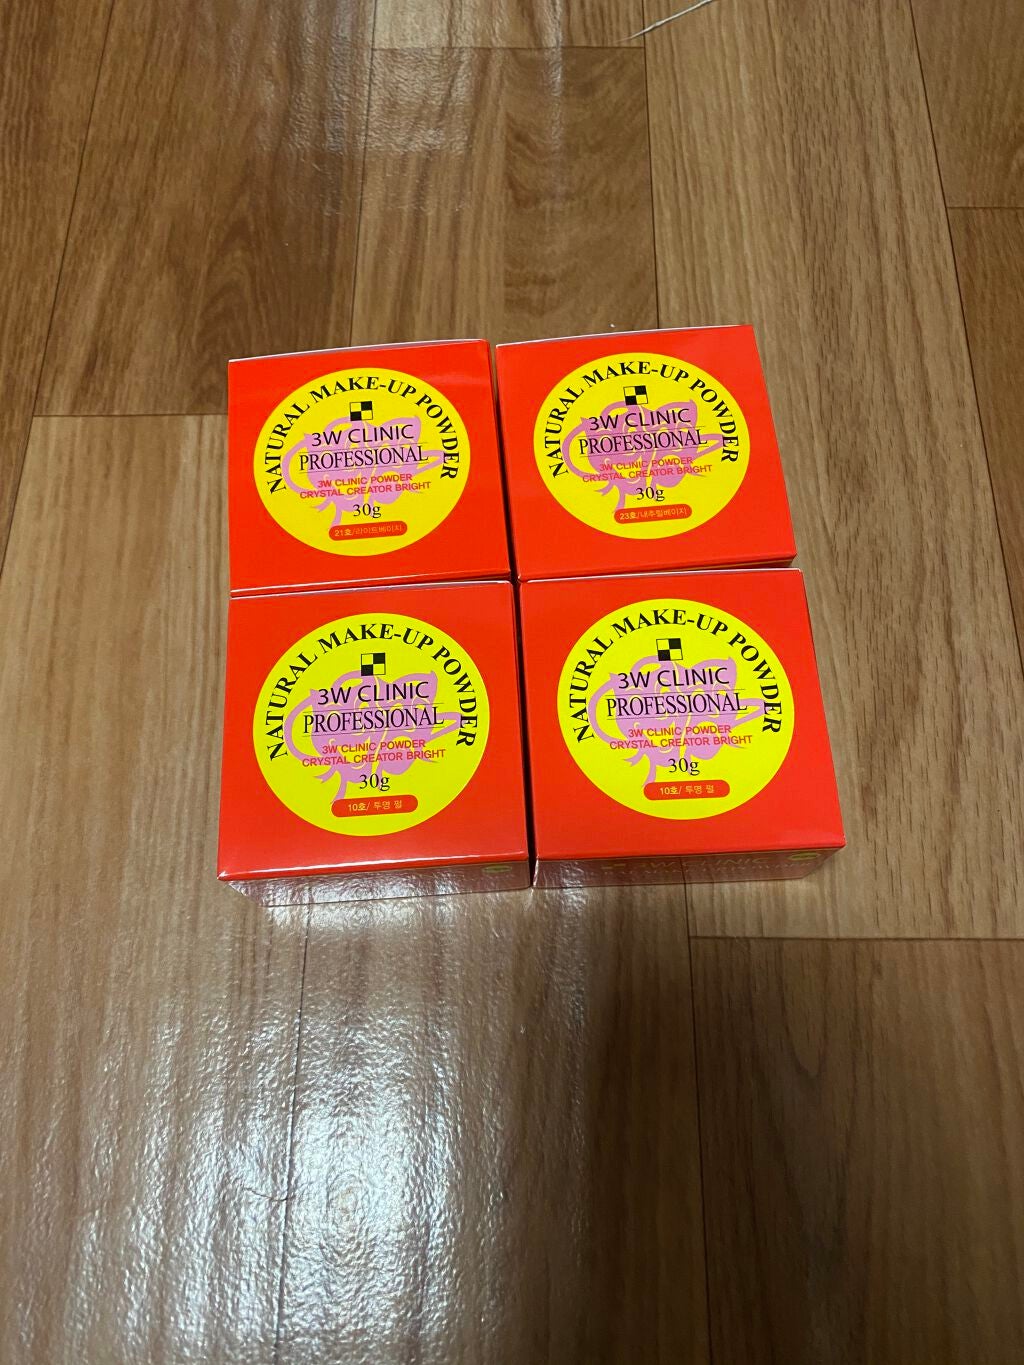 NATURAL MAKE-UP POWDER
3W CLINIC
PROFESSIONAL
3W CLINIC POWDER
CRYSTAL CREATOR BRIGHT
30g
21호/라이트베이지
NATURAL MAKE-UP POWDER
3W CLINIC
PROFESSIONAL
3W CLINIC POWDER
CRYSTAL CREATOR BRIGHT
30g
23호/내추럴베이지
NATURAL MAKE-UP POWDER
3W CLINIC
PROFESSIONAL
3W CLINIC POWDER
CRYSTAL CREATOR BRIGHT
30g
10호/ 투명 펄
NATURAL MAKE-UP POWDER
3W CLINIC
PROFESSIONAL
3W CLINIC POWDER
CRYSTAL CREATOR BRIGHT
30g
10호/ 투명 펄
3W CLINIC